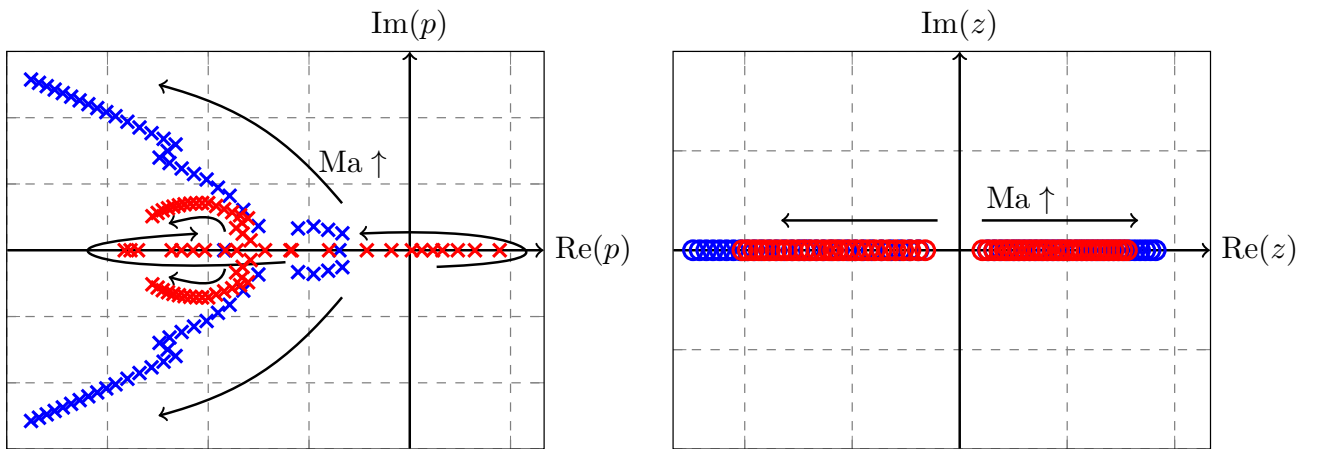 Im(p)
Ma ↑
Re(p)
Im(z)
Ma ↑
Re(z)